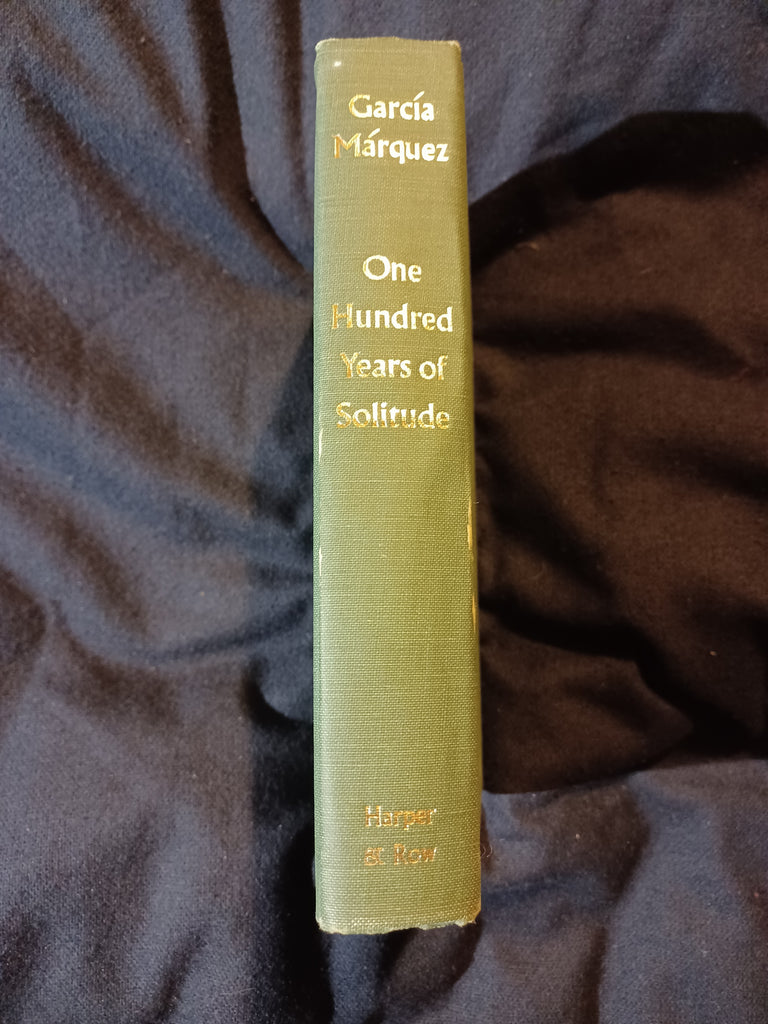 García
Márquez
One
Hundred
Years of
Solitude
Harper
& Row